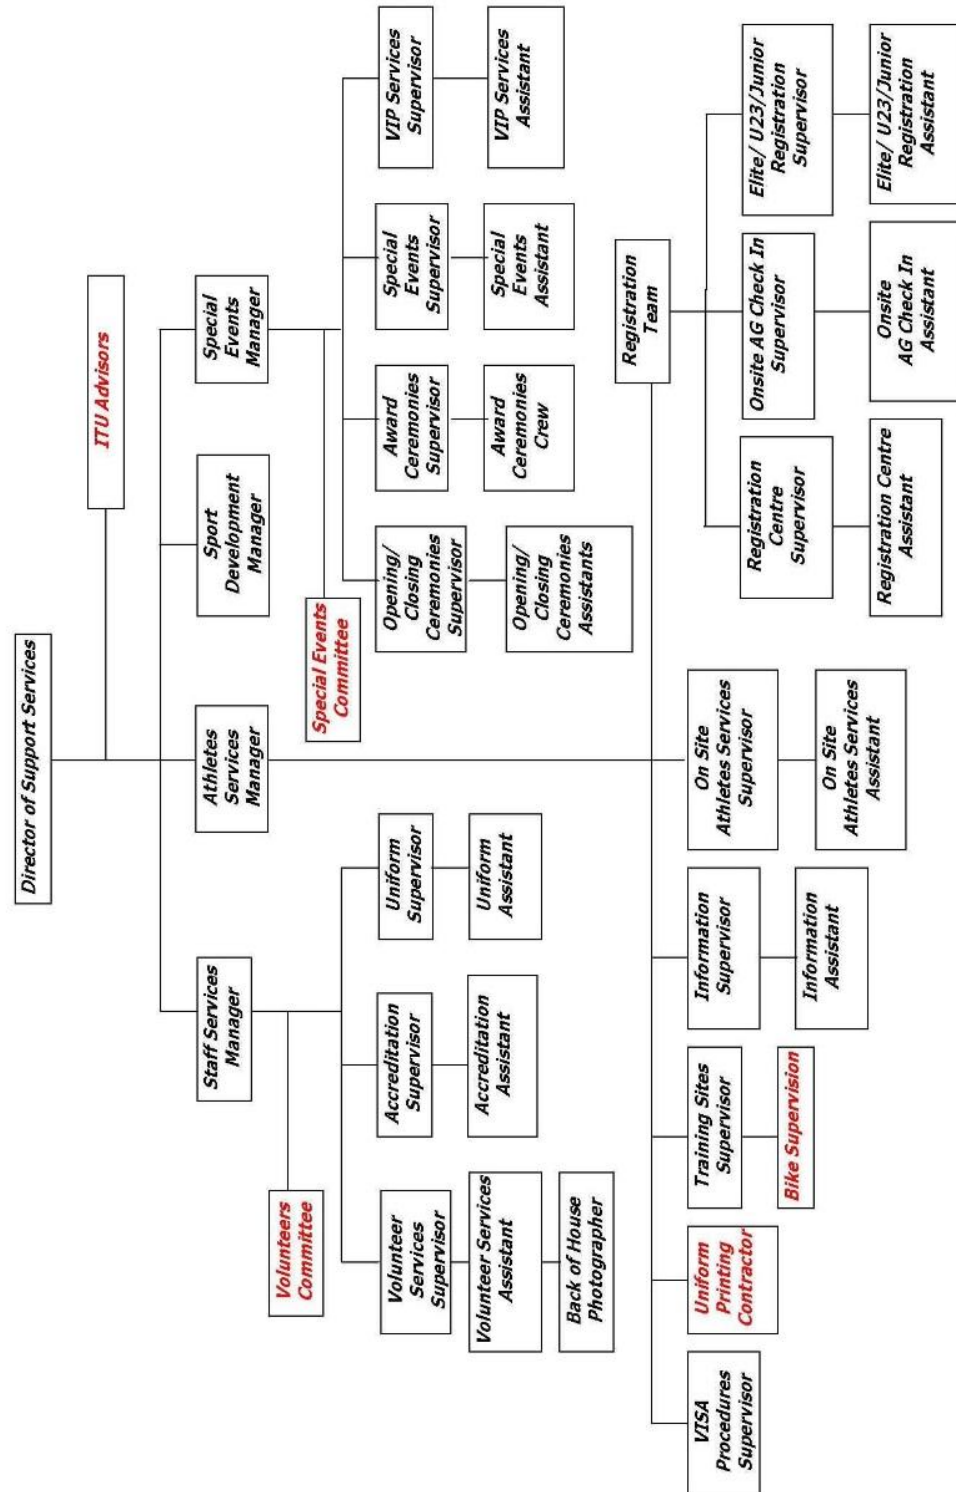 Director of Support Services
ITU Advisors
Staff Services
Manager
Athletes
Services
Manager
Sport
Development
Manager
Special
Events
Manager
Volunteers
Committee
Special Events
Committee
Volunteer
Services
Supervisor
Accreditation
Supervisor
Uniform
Supervisor
Opening/
Closing
Ceremonies
Supervisor
Award
Ceremonies
Supervisor
Special
Events
Supervisor
VIP Services
Supervisor
Volunteer Services
Assistant
Accreditation
Assistant
Uniform
Assistant
Opening/
Closing
Ceremonies
Assistants
Award
Ceremonies
Crew
Special
Events
Assistant
VIP Services
Assistant
Back of House
Photographer
Registration
Team
VISA
Procedures
Supervisor
Uniform
Printing
Contractor
Training Sites
Supervisor
Information
Supervisor
On Site
Athletes Services
Supervisor
Registration
Centre
Supervisor
Onsite AG Check In
Supervisor
Elite/ U23/Junior
Registration
Supervisor
Bike Supervision
Information
Assistant
On Site
Athletes Services
Assistant
Registration Centre
Assistant
Onsite
AG Check In
Assistant
Elite/ U23/Junior
Registration
Assistant